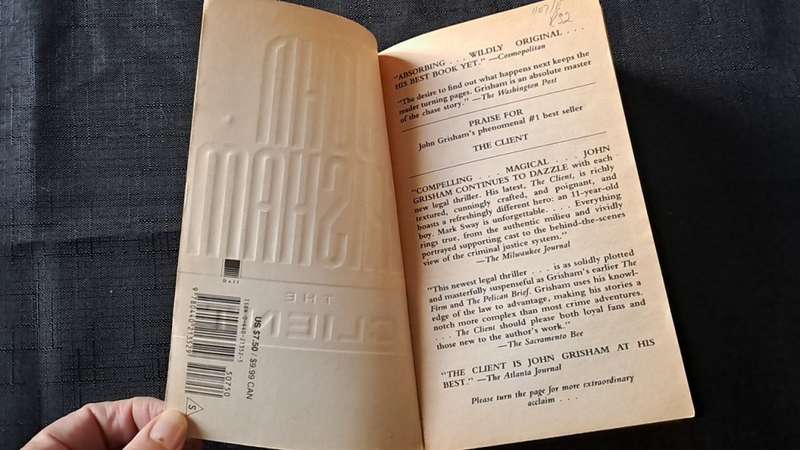 JOHN
GRISHAM
THE
CLIENT
US $7.50 / $9.99 CAN
50750
S
R92
"ABSORBING . . . WILDLY ORIGINAL . . .
HIS BEST BOOK YET." —Cosmopolitan
"The desire to find out what happens next keeps the
reader turning pages. Grisham is an absolute master
of the chase story." —The Washington Post
PRAISE FOR
John Grisham's phenomenal #1 best seller
THE CLIENT
"COMPELLING . . . MAGICAL . . . JOHN
GRISHAM CONTINUES TO DAZZLE with each
new legal thriller. His latest, The Client, is richly
textured, cunningly crafted, and poignant, and
boasts a refreshingly different hero: an 11-year-old
boy. Mark Sway is unforgettable. . . . Everything
rings true, from the authentic milieu and vividly
portrayed supporting cast to the behind-the-scenes
view of the criminal justice system."
—The Milwaukee Journal
"This newest legal thriller . . . is as solidly plotted
and masterfully suspenseful as Grisham's earlier The
Firm and The Pelican Brief. Grisham uses his knowl-
edge of the law to advantage, making his stories a
notch more complex than most crime adventures.
. . . The Client should please both loyal fans and
those new to the author's work."
—The Sacramento Bee
"THE CLIENT IS JOHN GRISHAM AT HIS
BEST." —The Atlanta Journal
Please turn the page for more extraordinary
acclaim . . .